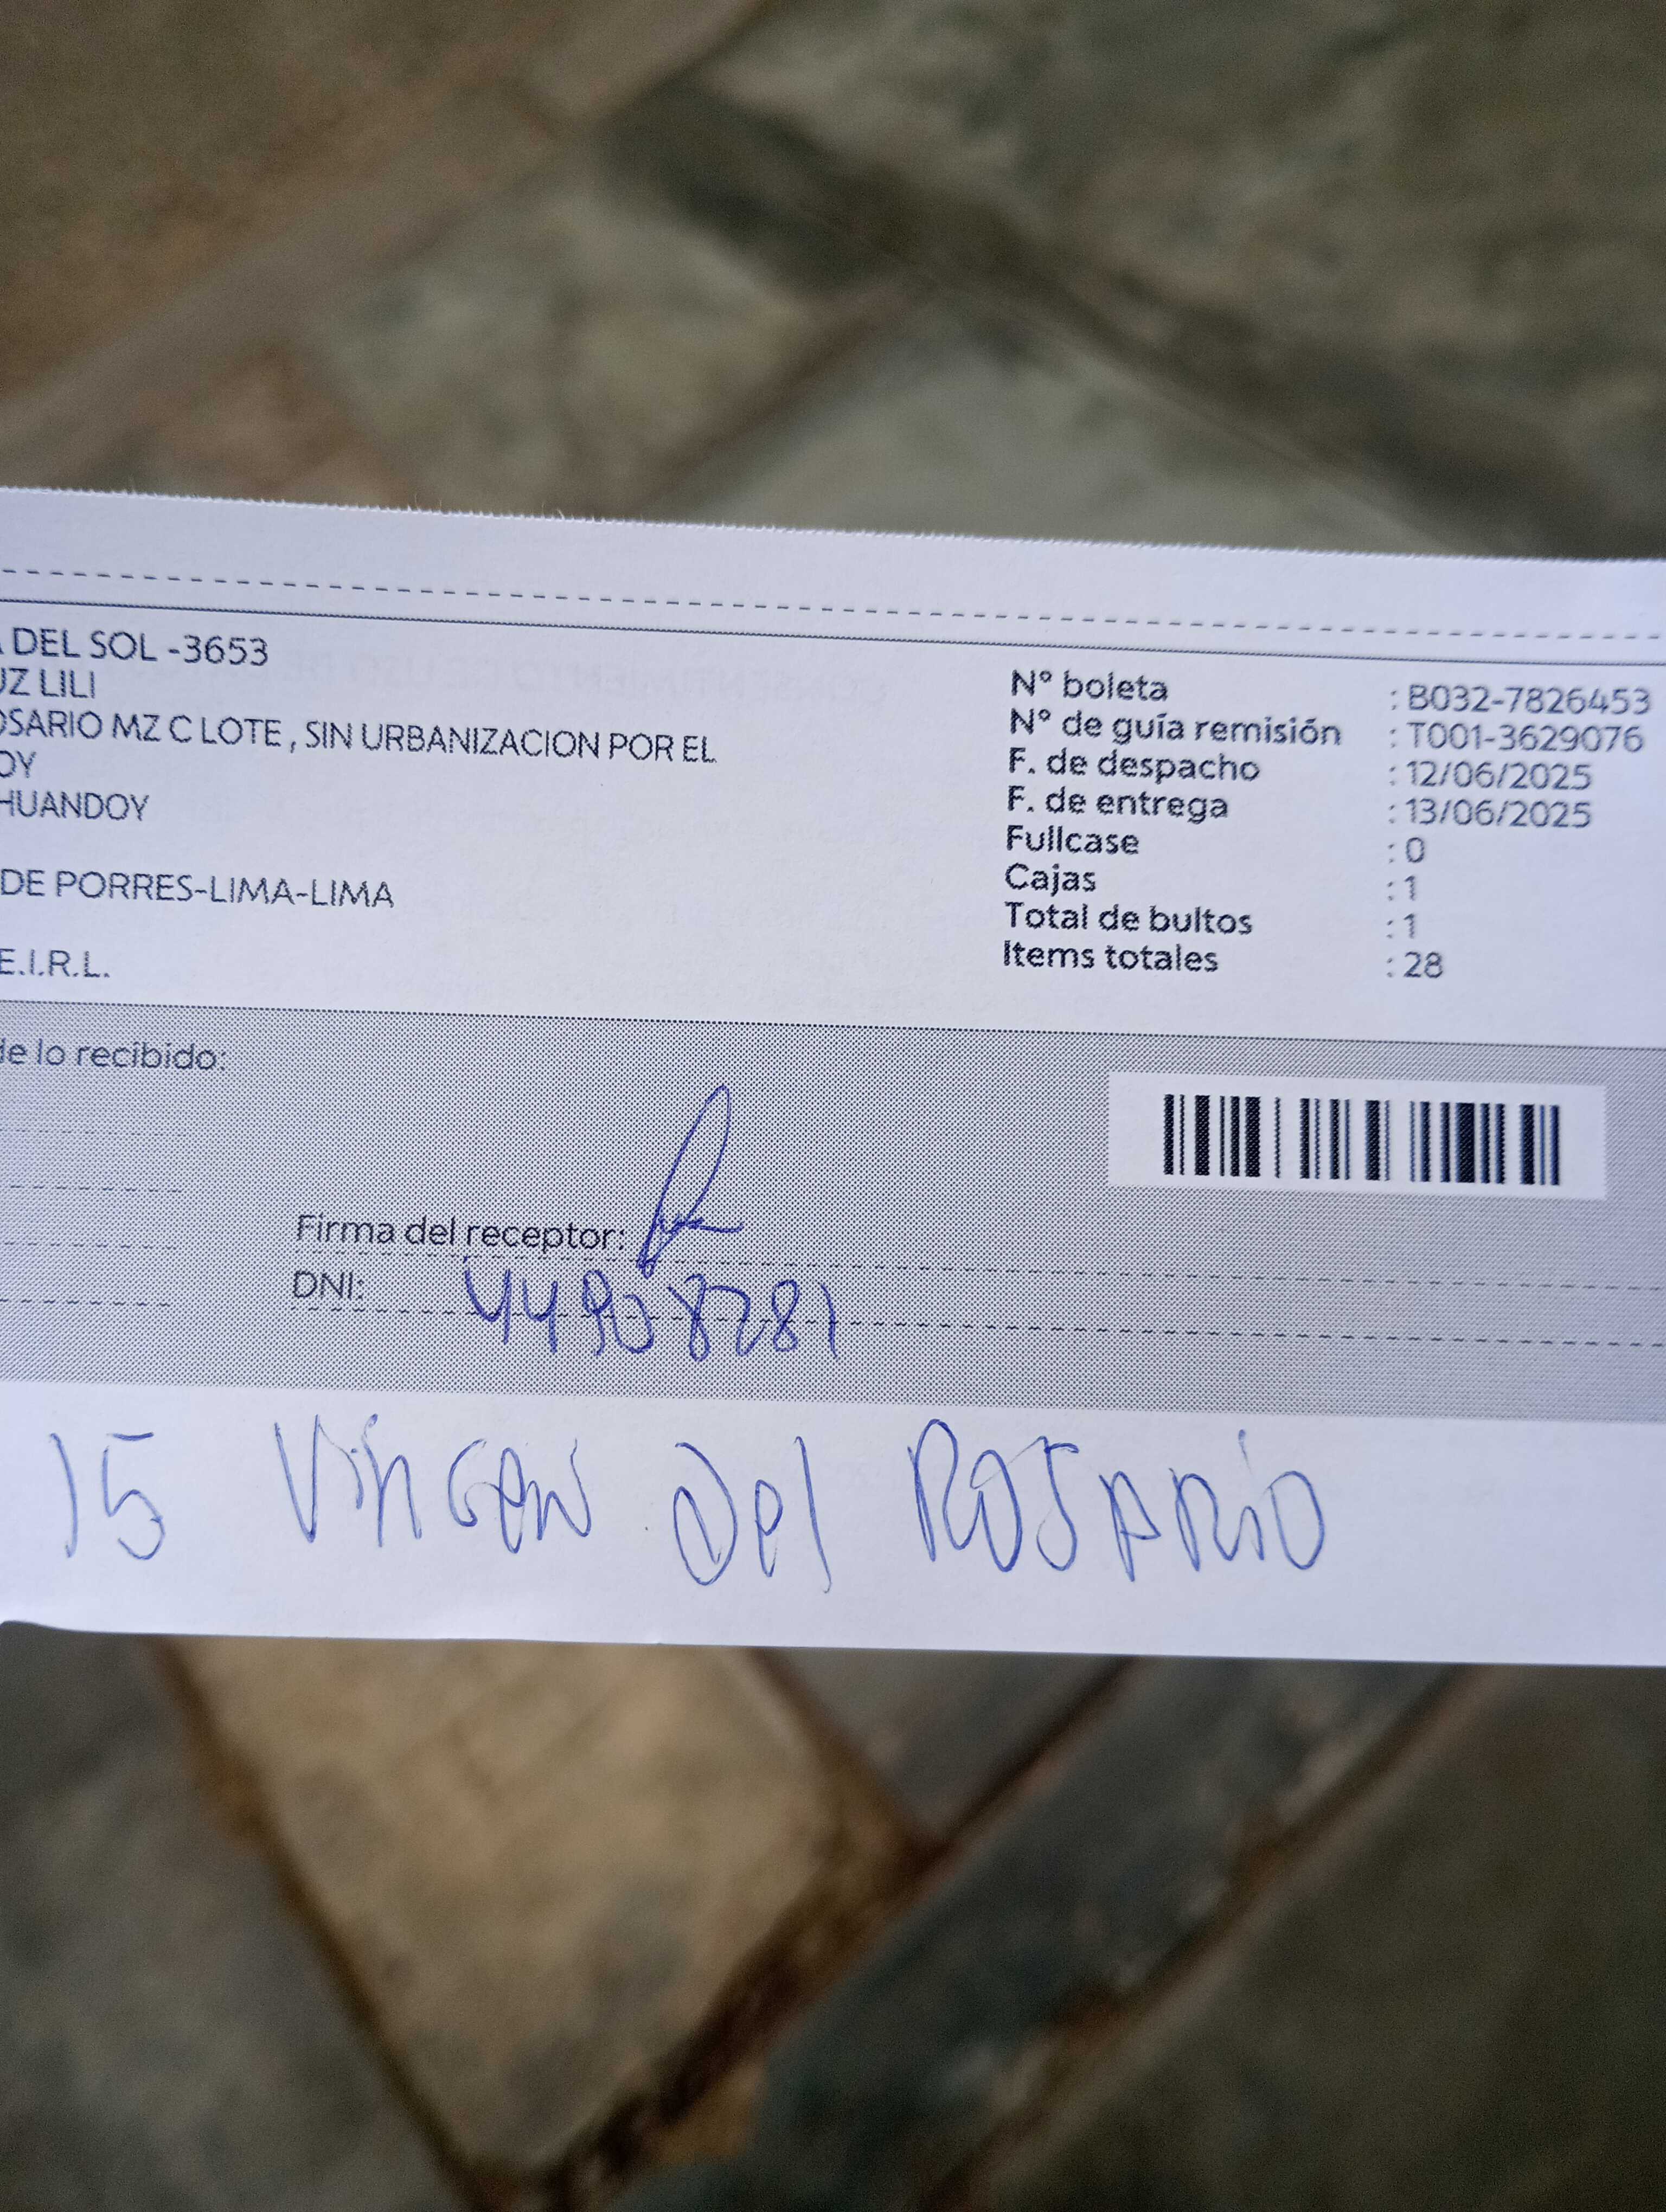 DEL SOL -3653
UZ LILI
OSARIO MZ C LOTE , SIN URBANIZACION POR EL
OY
HUANDOY
DE PORRES-LIMA-LIMA
E.I.R.L.
N° boleta : B032-7826453
N° de guía remisión : T001-3629076
F. de despacho : 12/06/2025
F. de entrega : 13/06/2025
Fullcase : 0
Cajas : 1
Total de bultos : 1
Items totales : 28
de lo recibido:
Firma del receptor:
DNI: 44908281
15 Virgen Del ROSARiO